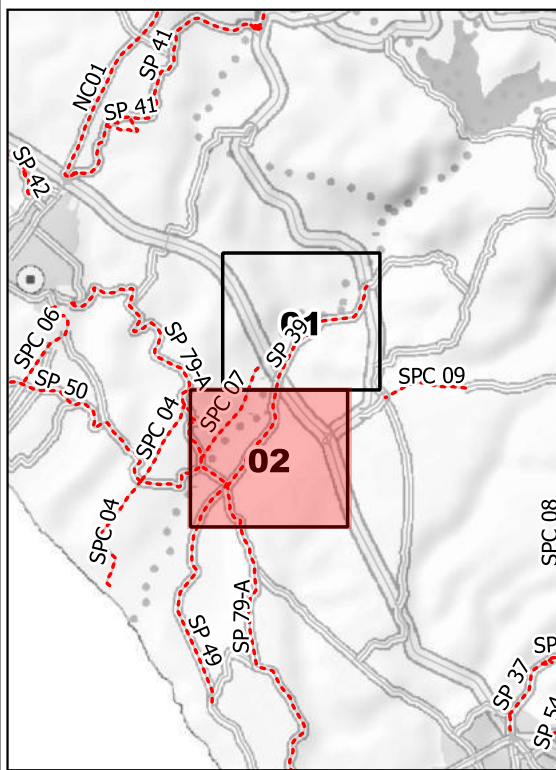 NC01
SP 41
SP 41
SP 42
01
SP 39
SPC 06
SP 79-A
SPC 07
SP 50
SPC 09
SPC 04
02
SPC 04
SPC 08
SP 79-A
SP 49
SP
SP 37
SP 54